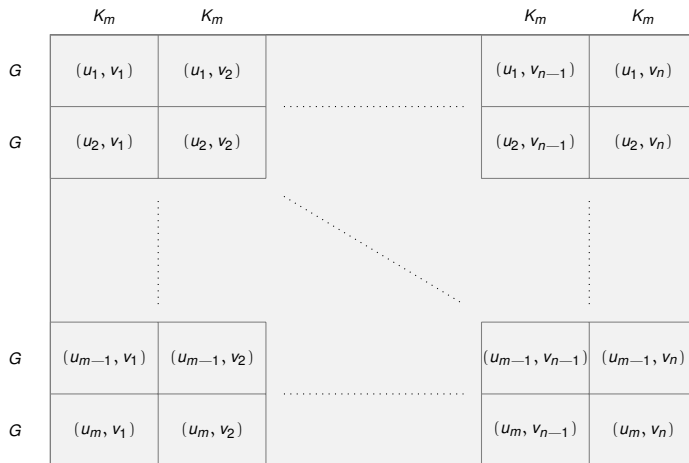 K_m K_m K_m K_m
G (u_1, v_1) (u_1, v_2) (u_1, v_{n−1}) (u_1, v_n)
G (u_2, v_1) (u_2, v_2) (u_2, v_{n−1}) (u_2, v_n)
G (u_{m−1}, v_1) (u_{m−1}, v_2) (u_{m−1}, v_{n−1}) (u_{m−1}, v_n)
G (u_m, v_1) (u_m, v_2) (u_m, v_{n−1}) (u_m, v_n)